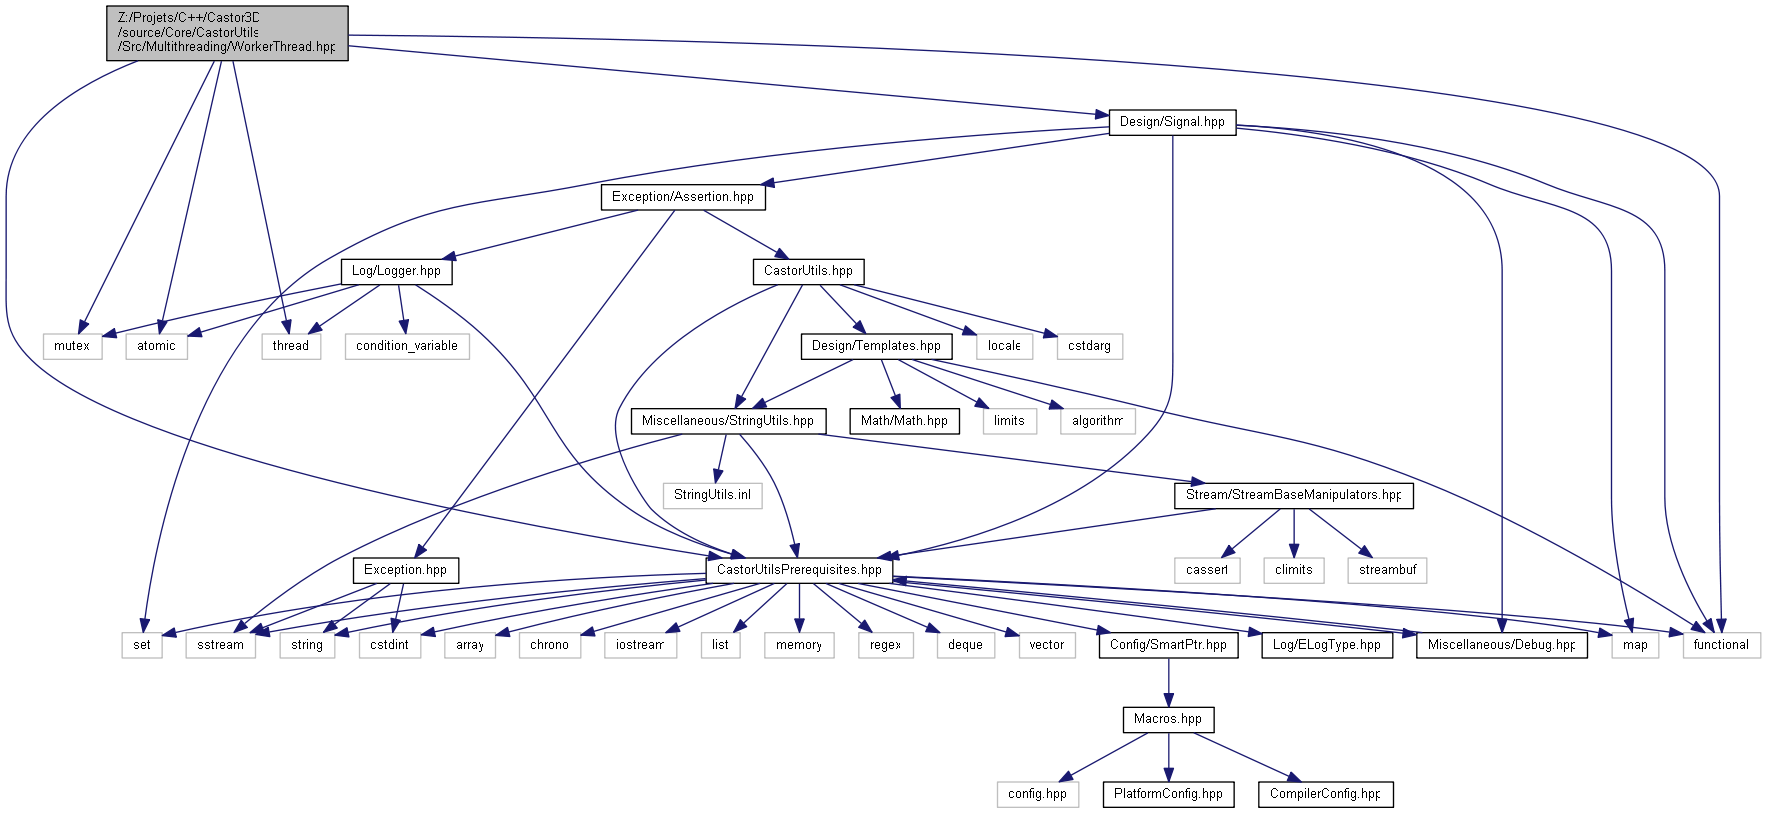 Z:/Projets/C++/Castor3D
/source/Core/CastorUtils
/Src/Multithreading/WorkerThread.hpp
Design/Signal.hpp
Exception/Assertion.hpp
Log/Logger.hpp
CastorUtils.hpp
mutex
atomic
thread
condition_variable
Design/Templates.hpp
locale
cstdarg
Miscellaneous/StringUtils.hpp
Math/Math.hpp
limits
algorithm
StringUtils.inl
Stream/StreamBaseManipulators.hpp
Exception.hpp
CastorUtilsPrerequisites.hpp
cassert
climits
streambuf
set
sstream
string
cstdint
array
chrono
iostream
list
memory
regex
deque
vector
Config/SmartPtr.hpp
Log/ELogType.hpp
Miscellaneous/Debug.hpp
map
functional
Macros.hpp
config.hpp
PlatformConfig.hpp
CompilerConfig.hpp